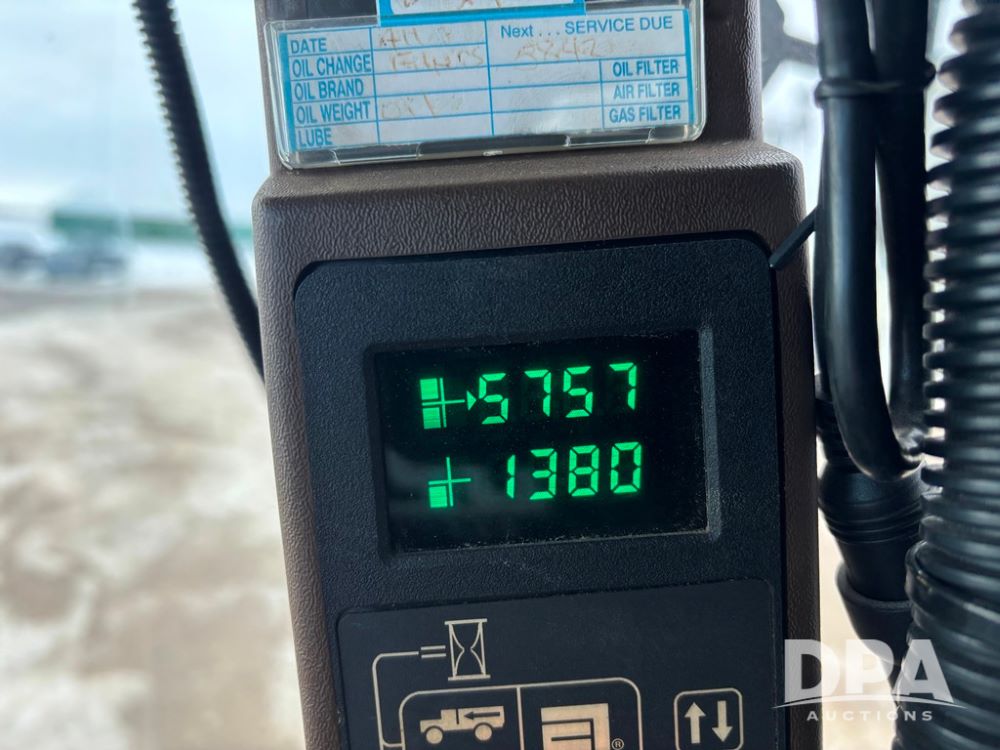 Next ... SERVICE DUE
DATE
OIL CHANGE OIL FILTER
OIL BRAND AIR FILTER
OIL WEIGHT GAS FILTER
LUBE
5757
1380
®
DPA
AUCTIONS